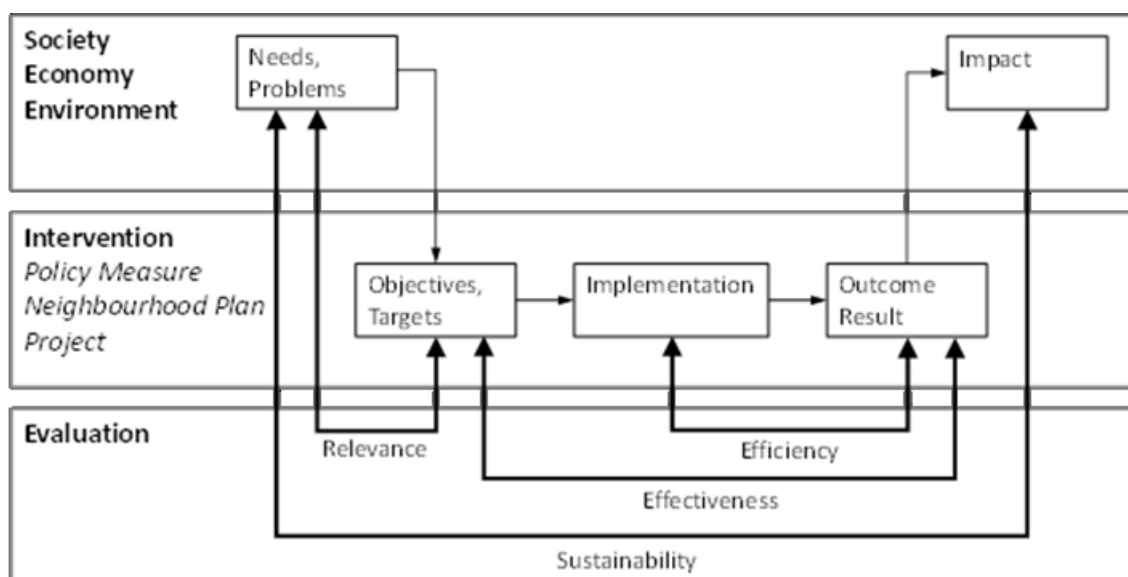 Society
Economy
Environment
Needs,
Problems
Impact
Intervention
Policy Measure
Neighbourhood Plan
Project
Objectives,
Targets
Implementation
Outcome
Result
Evaluation
Relevance
Efficiency
Effectiveness
Sustainability